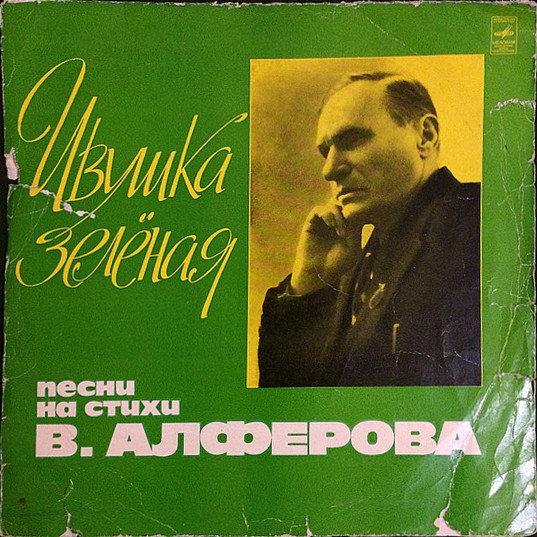 Ивушка
зелёная
песни
на стихи
В. АЛФЕРОВА